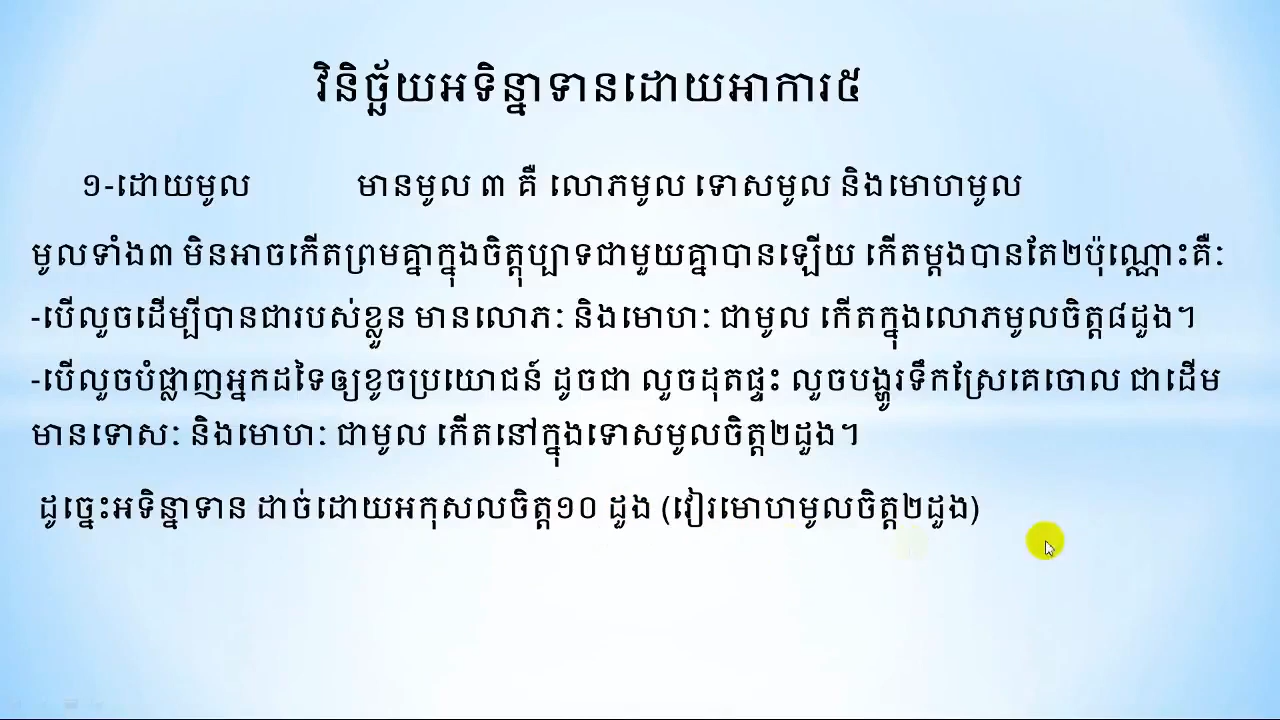 វិនិច្ឆ័យអទិន្នាទានដោយអាការ៥
១-ដោយមូល មានមូល ៣ គឺ លោភមូល ទោសមូល និងមោហមូល
មូលទាំង៣ មិនអាចកើតព្រមគ្នាក្នុងចិត្តុប្បាទជាមួយគ្នាបានឡើយ កើតម្តងបានតែ២ប៉ុណ្ណោះគឺៈ
-បើលួចដើម្បីបានជារបស់ខ្លួន មានលោភៈ និងមោហៈ ជាមូល កើតក្នុងលោភមូលចិត្ត៨ដួង។
-បើលួចបំផ្លាញអ្នកដទៃឲ្យខូចប្រយោជន៍ ដូចជា លួចដុតផ្ទះ លួចបង្ហូរទឹកស្រែគេចោល ជាដើម
មានទោសៈ និងមោហៈ ជាមូល កើតនៅក្នុងទោសមូលចិត្ត២ដួង។
ដូច្នេះអទិន្នាទាន ដាច់ដោយអកុសលចិត្ត១០ ដួង (វៀរមោហមូលចិត្ត២ដួង)